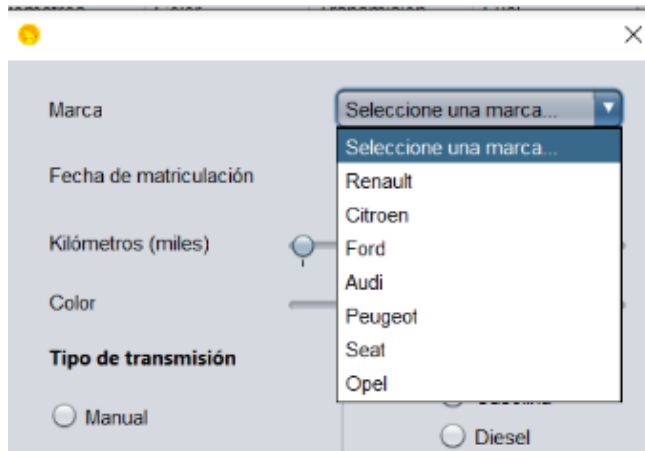 Marca
Seleccione una marca...
Seleccione una marca...
Fecha de matriculación
Renault
Citroen
Kilómetros (miles)
Ford
Audi
Color
Peugeot
Tipo de transmisión
Seat
Opel
Manual
Diesel